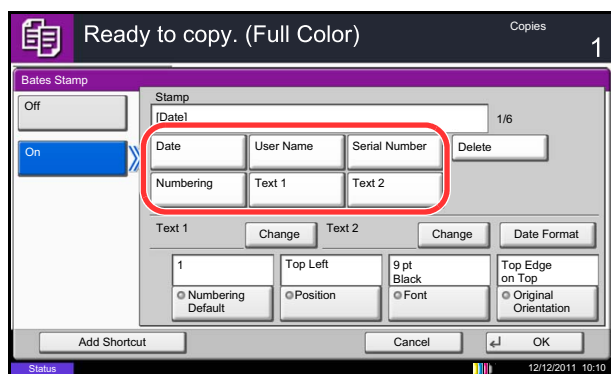 Ready to copy. (Full Color)
Copies
1
Bates Stamp
Off
On
Stamp
[Date]
1/6
Date
User Name
Serial Number
Delete
Numbering
Text 1
Text 2
Text 1
Change
Text 2
Change
Date Format
1
Top Left
9 pt
Black
Top Edge
on Top
Numbering
Default
Position
Font
Original
Orientation
Add Shortcut
Cancel
OK
Status
12/12/2011 10:10